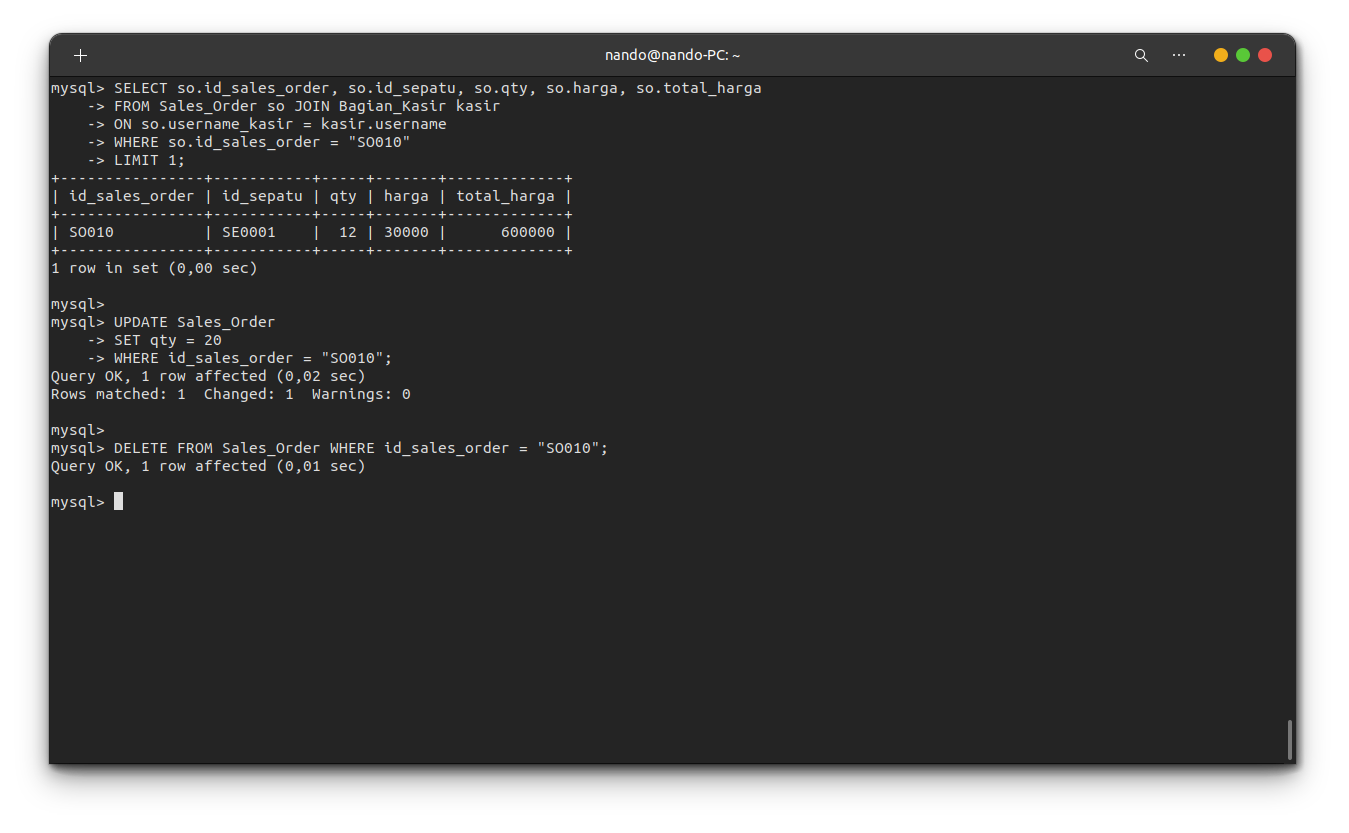 nando@nando-PC: ~
mysql> SELECT so.id_sales_order, so.id_sepatu, so.qty, so.harga, so.total_harga
    -> FROM Sales_Order so JOIN Bagian_Kasir kasir
    -> ON so.username_kasir = kasir.username
    -> WHERE so.id_sales_order = "SO010"
    -> LIMIT 1;
+----------------+-----------+-----+-------+-------------+
| id_sales_order | id_sepatu | qty | harga | total_harga |
+----------------+-----------+-----+-------+-------------+
| SO010          | SE0001    |  12 | 30000 |      600000 |
+----------------+-----------+-----+-------+-------------+
1 row in set (0,00 sec)

mysql>
mysql> UPDATE Sales_Order
    -> SET qty = 20
    -> WHERE id_sales_order = "SO010";
Query OK, 1 row affected (0,02 sec)
Rows matched: 1  Changed: 1  Warnings: 0

mysql>
mysql> DELETE FROM Sales_Order WHERE id_sales_order = "SO010";
Query OK, 1 row affected (0,01 sec)

mysql>